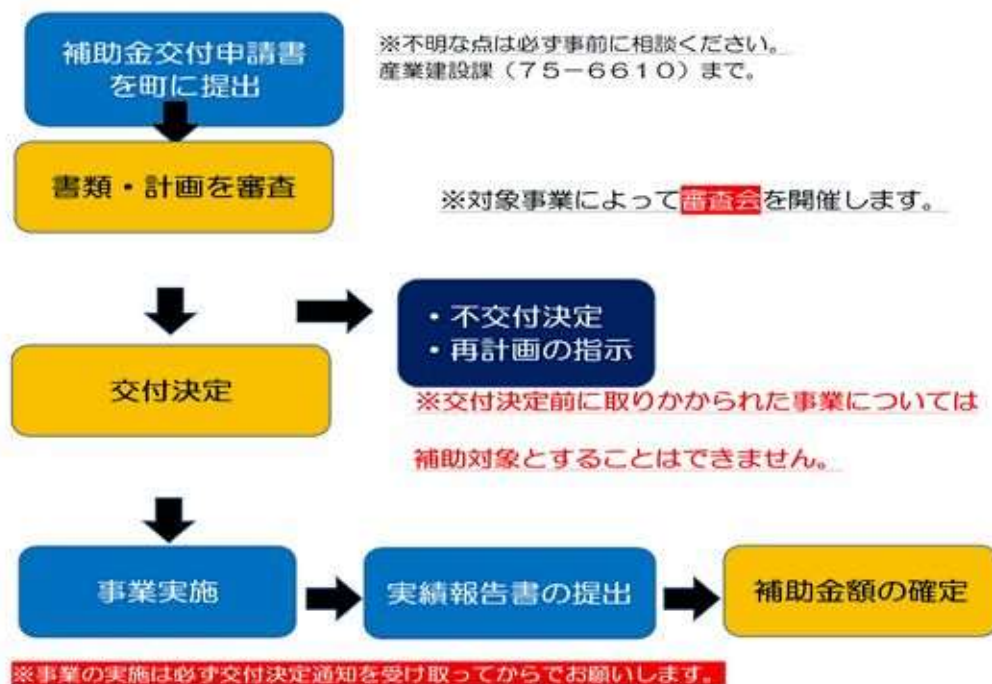 補助金交付申請書
を町に提出
※不明な点は必ず事前に相談ください。
産業建設課（75－6610）まで。
書類・計画を審査
※対象事業によって審査会を開催します。
・不交付決定
・再計画の指示
交付決定
※交付決定前に取りかかられた事業については
補助対象とすることはできません。
事業実施
実績報告書の提出
補助金額の確定
※事業の実施は必ず交付決定通知を受け取ってからでお願いします。